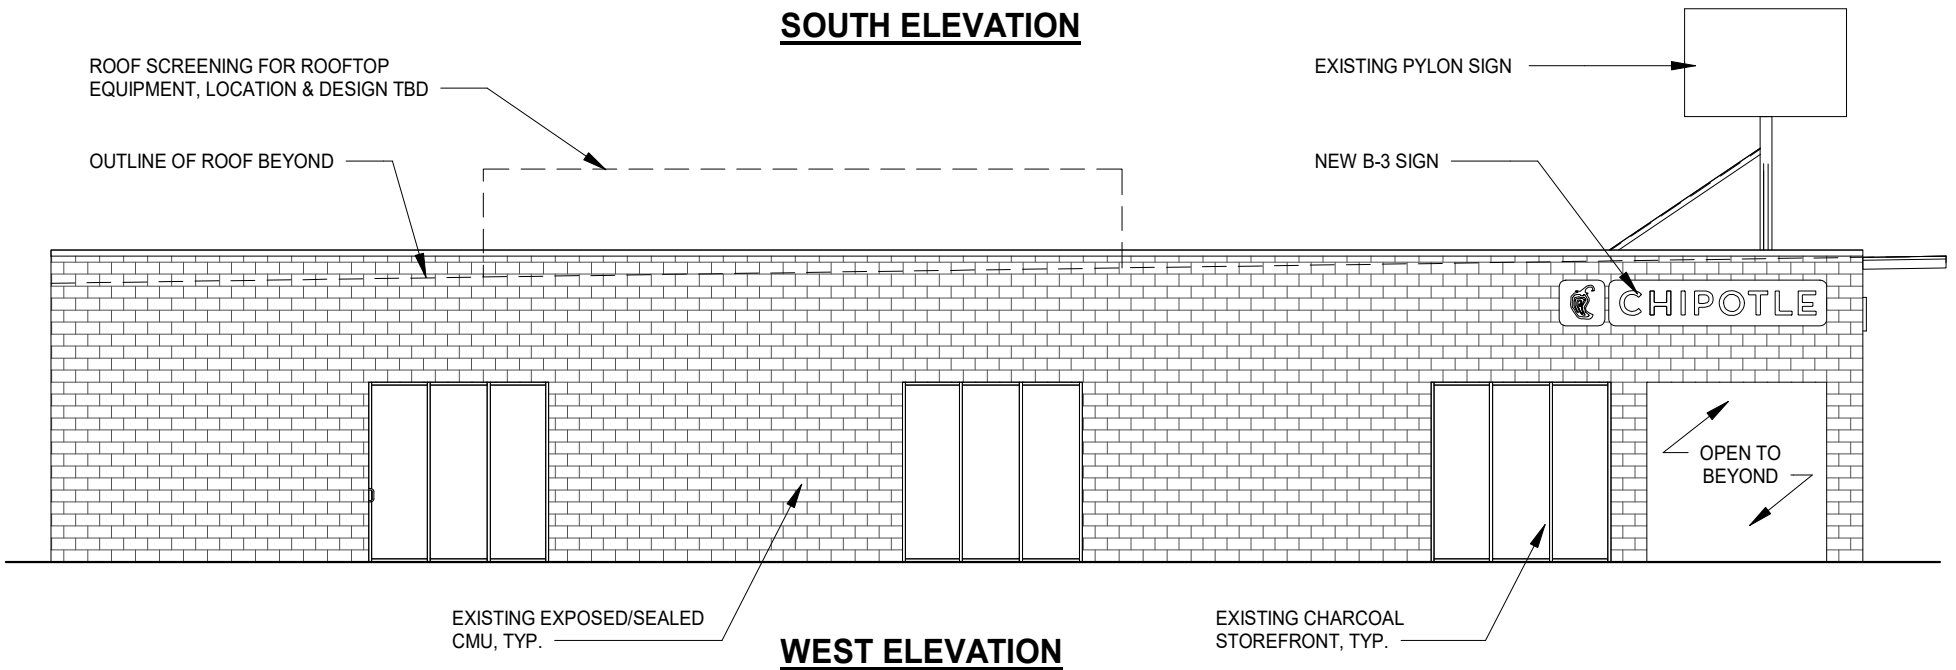 SOUTH ELEVATION
ROOF SCREENING FOR ROOFTOP
EQUIPMENT, LOCATION & DESIGN TBD
EXISTING PYLON SIGN
OUTLINE OF ROOF BEYOND
NEW B-3 SIGN
CHIPOTLE
OPEN TO
BEYOND
EXISTING EXPOSED/SEALED
CMU, TYP.
EXISTING CHARCOAL
STOREFRONT, TYP.
WEST ELEVATION